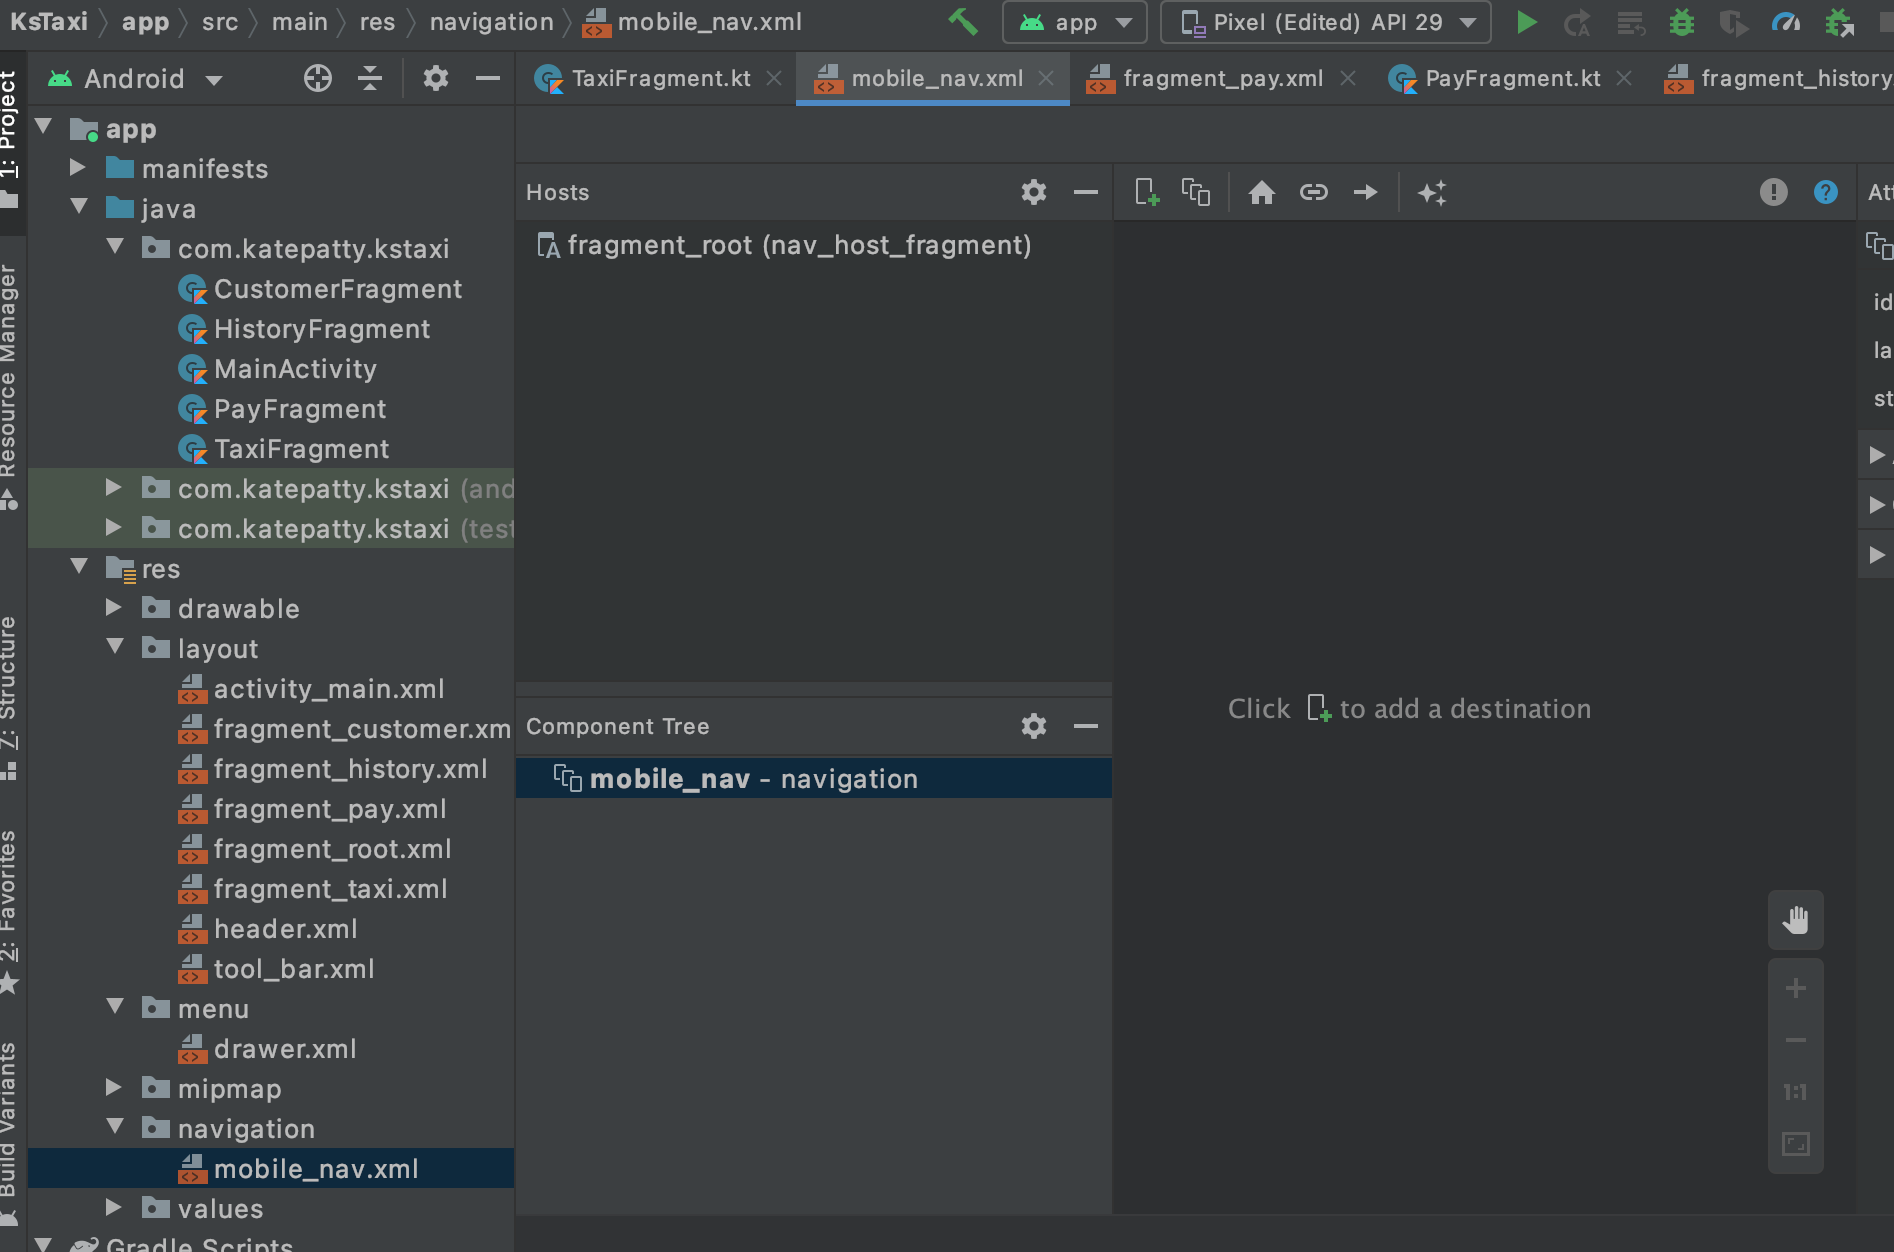 KsTaxi app src main res navigation mobile_nav.xml app Pixel (Edited) API 29
Android TaxiFragment.kt mobile_nav.xml fragment_pay.xml PayFragment.kt fragment_history.
1: Project
Resource Manager
7: Structure
2: Favorites
Build Variants
app
manifests
java
com.katepatty.kstaxi
CustomerFragment
HistoryFragment
MainActivity
PayFragment
TaxiFragment
com.katepatty.kstaxi (and
com.katepatty.kstaxi (test
res
drawable
layout
activity_main.xml
fragment_customer.xm
fragment_history.xml
fragment_pay.xml
fragment_root.xml
fragment_taxi.xml
header.xml
tool_bar.xml
menu
drawer.xml
mipmap
navigation
mobile_nav.xml
values
Gradle Scripts
Hosts
fragment_root (nav_host_fragment)
Component Tree
mobile_nav - navigation
Click to add a destination
1:1
Att
id
la
st